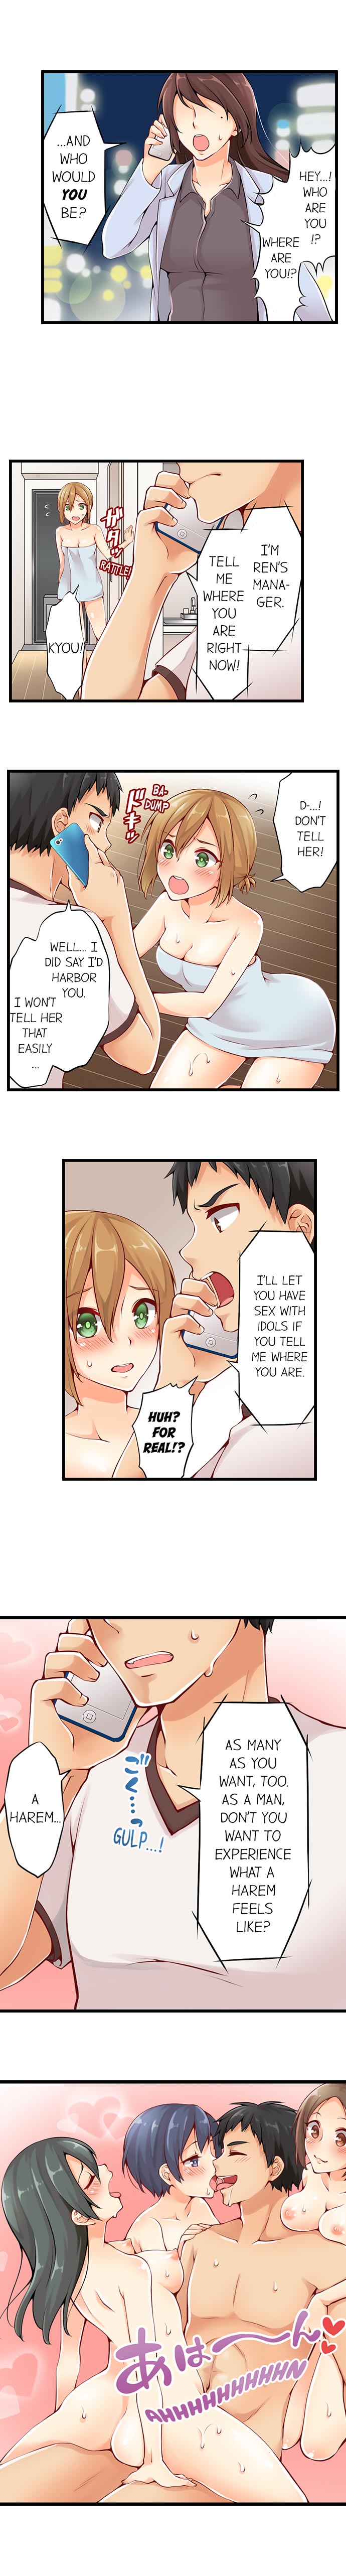 HEY...!
WHO
ARE
YOU
!?
WHERE
ARE
YOU!?
...AND
WHO
WOULD
YOU
BE?
I'M
REN'S
MANA-
GER.
TELL
ME
WHERE
YOU
ARE
RIGHT
NOW!
ガタッ
RATTLE!
KYOU!
D-...!
DON'T
TELL
HER!
ドキッ
BA-
DUMP
WELL... I
DID SAY I'D
HARBOR
YOU.
I WON'T
TELL HER
THAT
EASILY
...
I'LL LET
YOU HAVE
SEX WITH
IDOLS IF
YOU TELL
ME WHERE
YOU ARE.
HUH?
FOR
REAL!?
AS MANY
AS YOU
WANT, TOO.
AS A MAN,
DON'T YOU
WANT TO
EXPERIENCE
WHAT A
HAREM
FEELS
LIKE?
ごく…っ
GULP...!
A
HAREM...
あは〜ん
AHHHHHHHHHHN